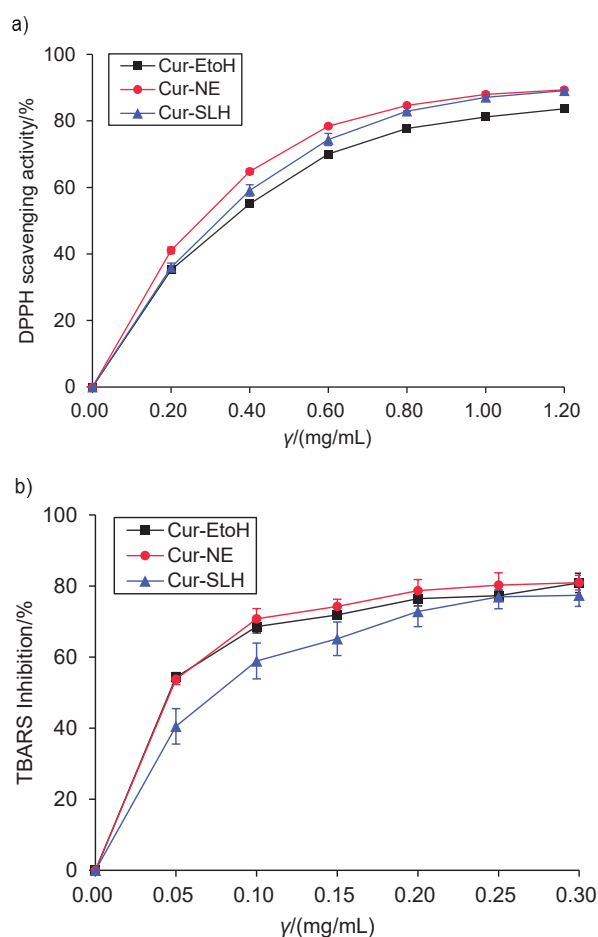 a)
100
80
60
40
20
0
DPPH scavenging activity/%
Cur-EtoH
Cur-NE
Cur-SLH
0.00 0.20 0.40 0.60 0.80 1.00 1.20
γ/(mg/mL)
b)
100
80
60
40
20
0
TBARS Inhibition/%
Cur-EtoH
Cur-NE
Cur-SLH
0.00 0.05 0.10 0.15 0.20 0.25 0.30
γ/(mg/mL)